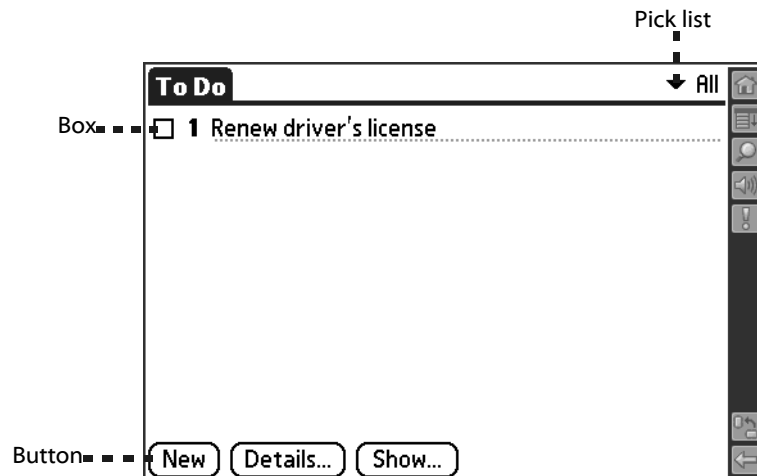 Pick list
To Do All
Box 1 Renew driver's license
Button New Details... Show...